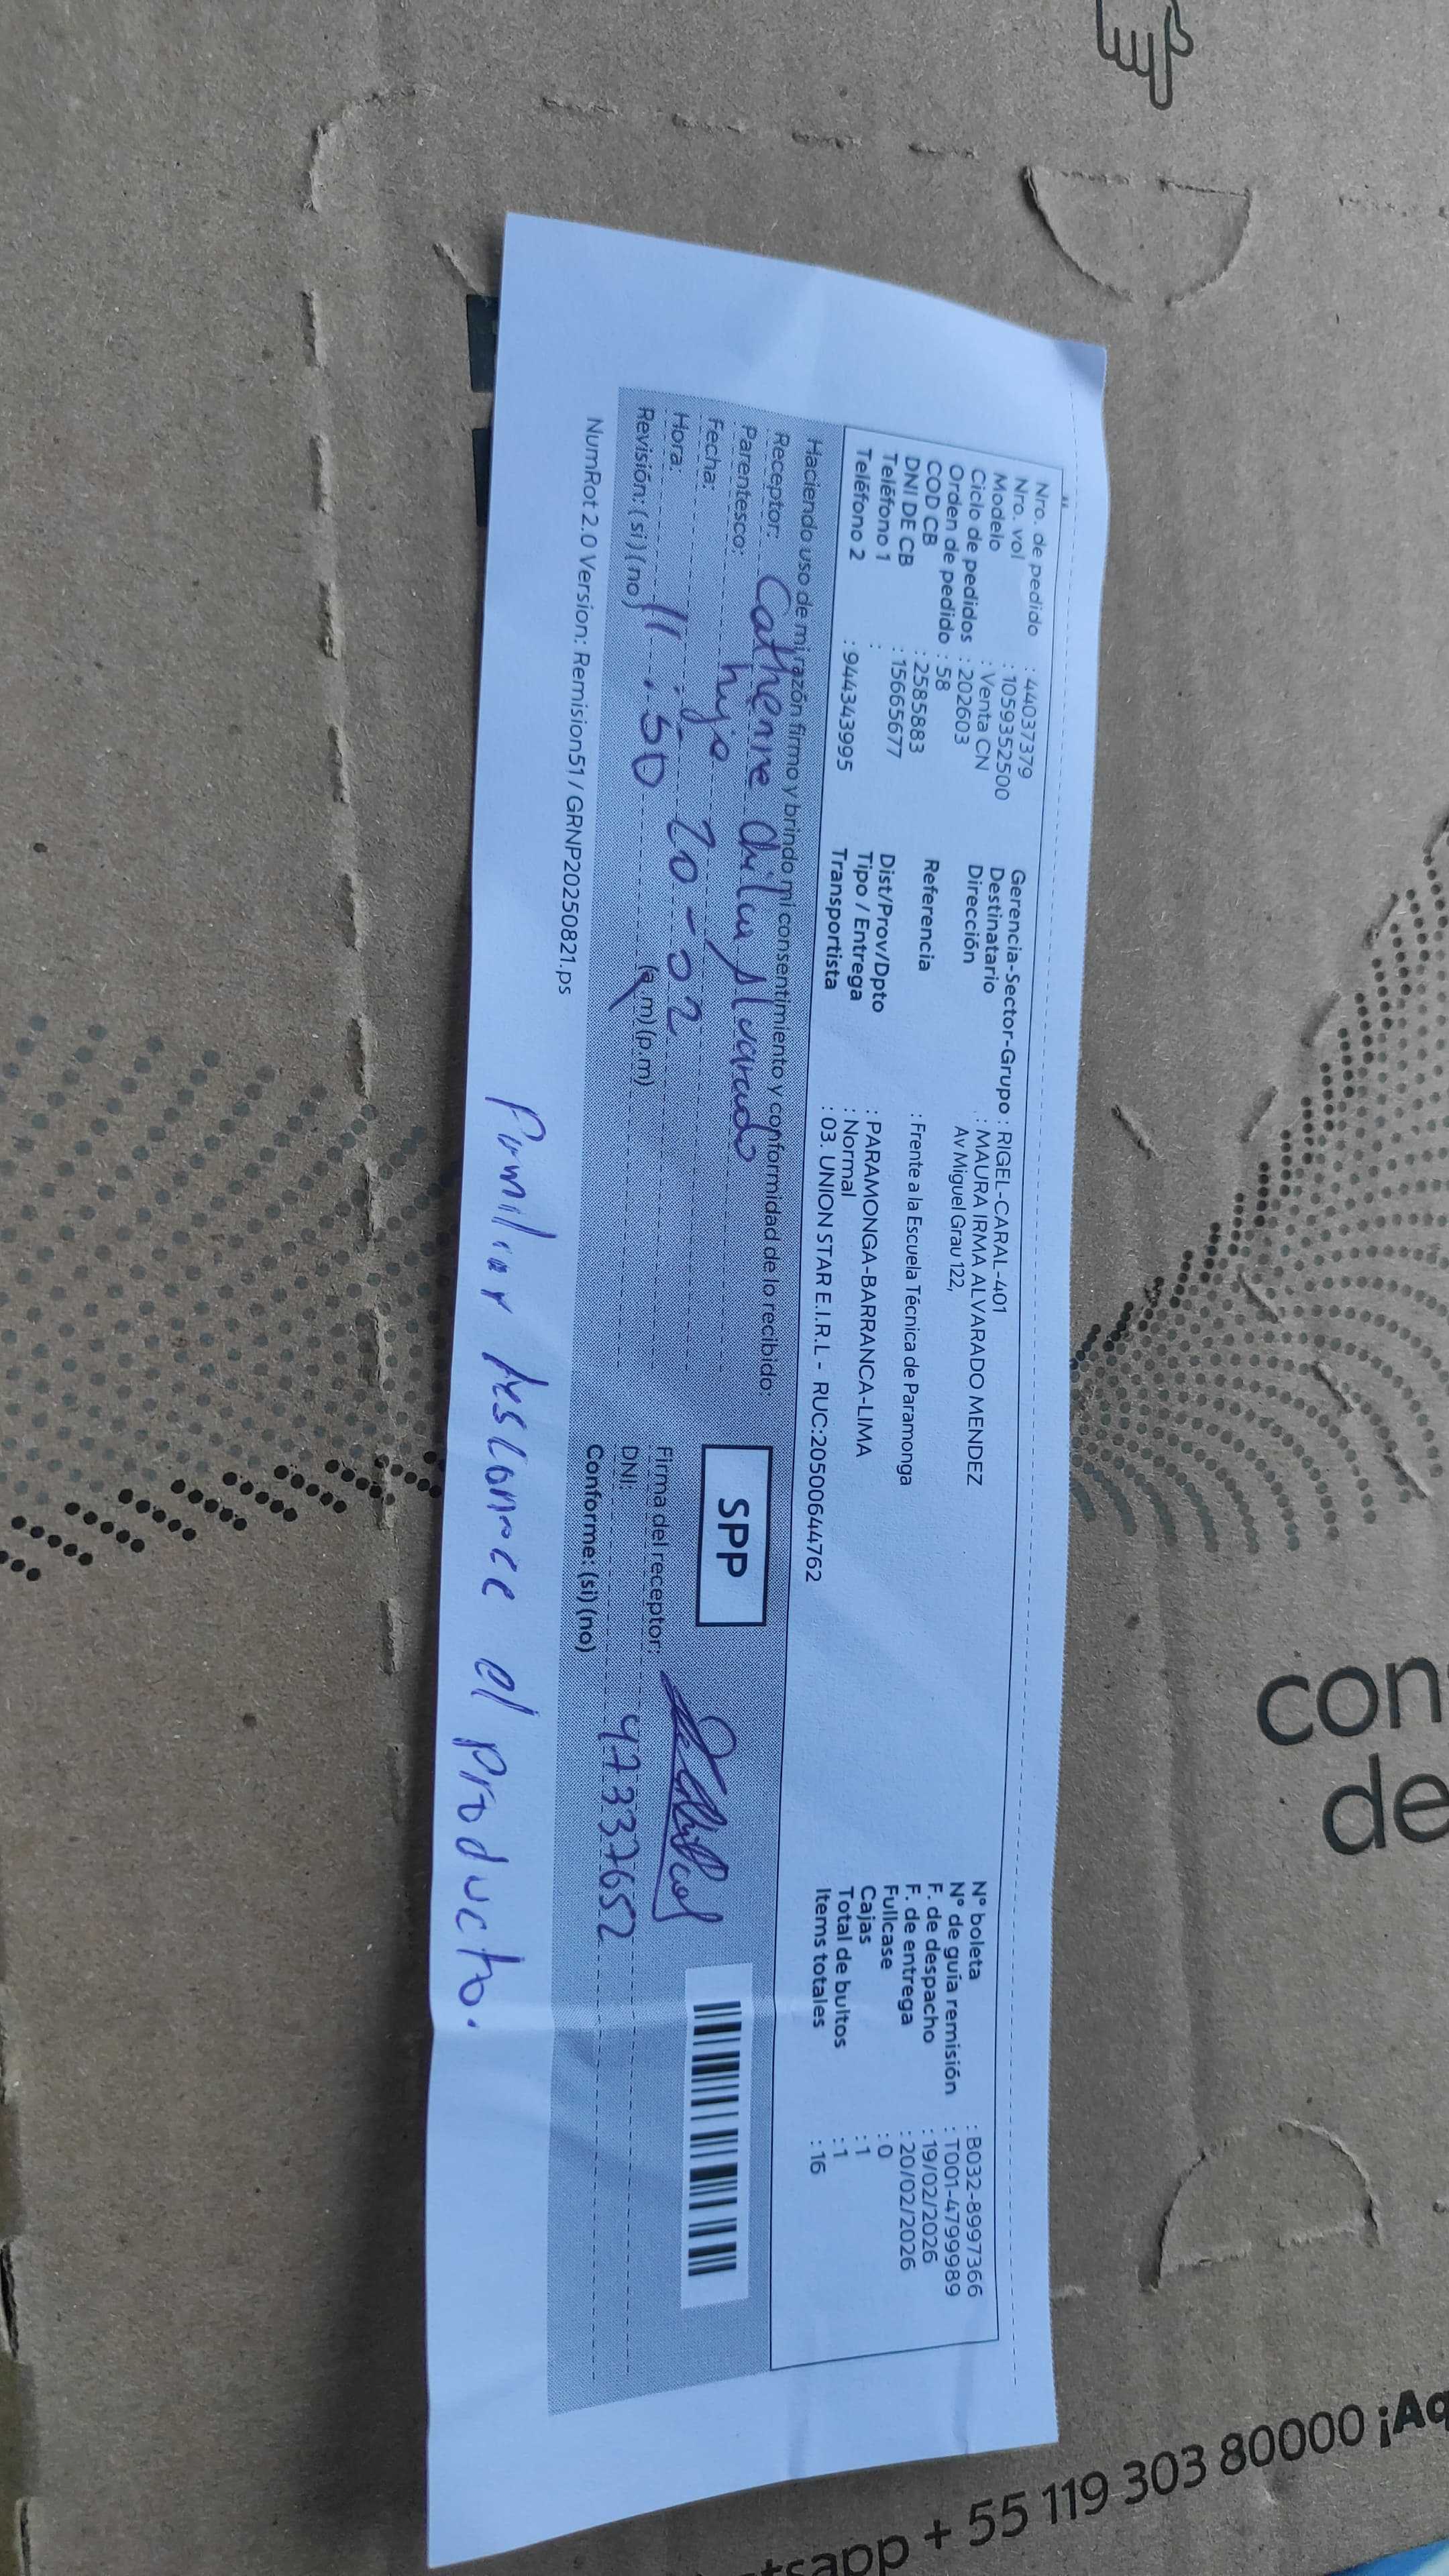 Nro. de pedido : 44037379
Nro. vol : 1059352500
Modelo : Venta CN
Ciclo de pedidos : 202603
Orden de pedido : 58
COD CB : 2585883
DNI DE CB : 15665677
Teléfono 1 :
Teléfono 2 : 944343995
Gerencia-Sector-Grupo : RIGEL-CARAL-401
Destinatario : MAURA IRMA ALVARADO MENDEZ
Dirección Av Miguel Grau 122,
Referencia : Frente a la Escuela Técnica de Paramonga
Dist/Prov/Dpto : PARAMONGA-BARRANCA-LIMA
Tipo / Entrega : Normal
Transportista : 03. UNION STAR E.I.R.L - RUC:20500644762
N° boleta : B032-8997366
N° de guía remisión : T001-47999989
F. de despacho : 19/02/2026
F. de entrega : 20/02/2026
Fullcase : 0
Cajas : 1
Total de bultos : 1
Items totales : 16
Haciendo uso de mi razón firmo y brindo mi consentimiento y conformidad de lo recibido:
Receptor: Alvarado
Parentesco: hija
Fecha: 20-02
Hora: 11:50 (a.m) (p.m)
Revisión: (si) (no)
SPP
Firma del receptor:
DNI: 47337652
Conforme: (si) (no)
NumRot 2.0 Version: Remision51 / GRNP20250821.ps
Familiar desconoce el producto.
con
de
+ 55 119 303 80000